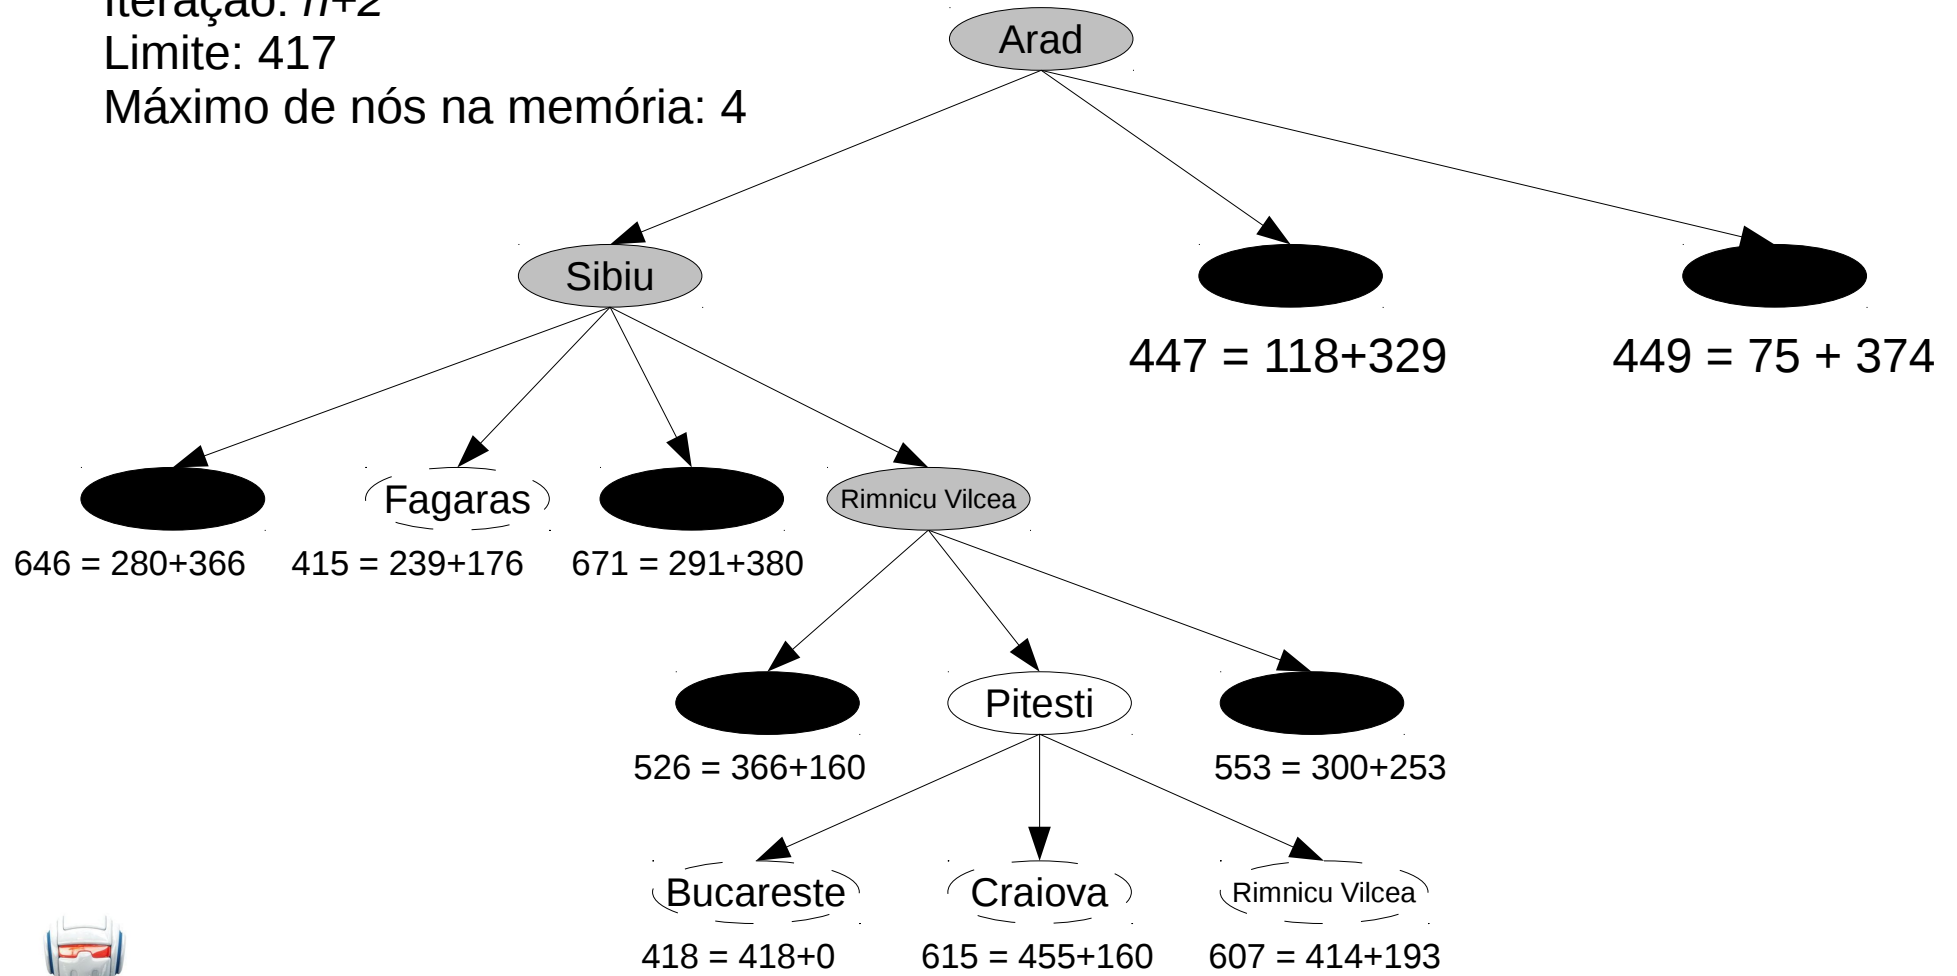 Iteração: n+2
Limite: 417
Máximo de nós na memória: 4
Arad
Sibiu
447 = 118+329
449 = 75 + 374
Fagaras
Rimnicu Vilcea
646 = 280+366
415 = 239+176
671 = 291+380
Pitesti
526 = 366+160
553 = 300+253
Bucareste
Craiova
Rimnicu Vilcea
418 = 418+0
615 = 455+160
607 = 414+193